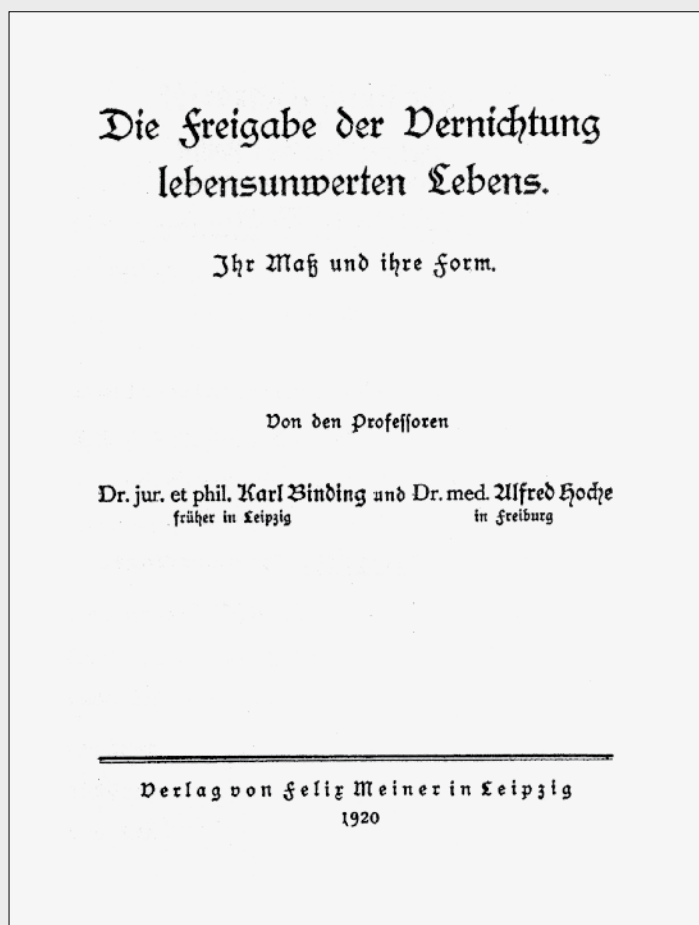 Die Freigabe der Vernichtung
lebensunwerten Lebens.
Ihr Maß und ihre Form.
Von den Professoren
Dr. jur. et phil. Karl Binding und Dr. med. Alfred Hoche
früher in Leipzig in Freiburg
Verlag von Felix Meiner in Leipzig
1920